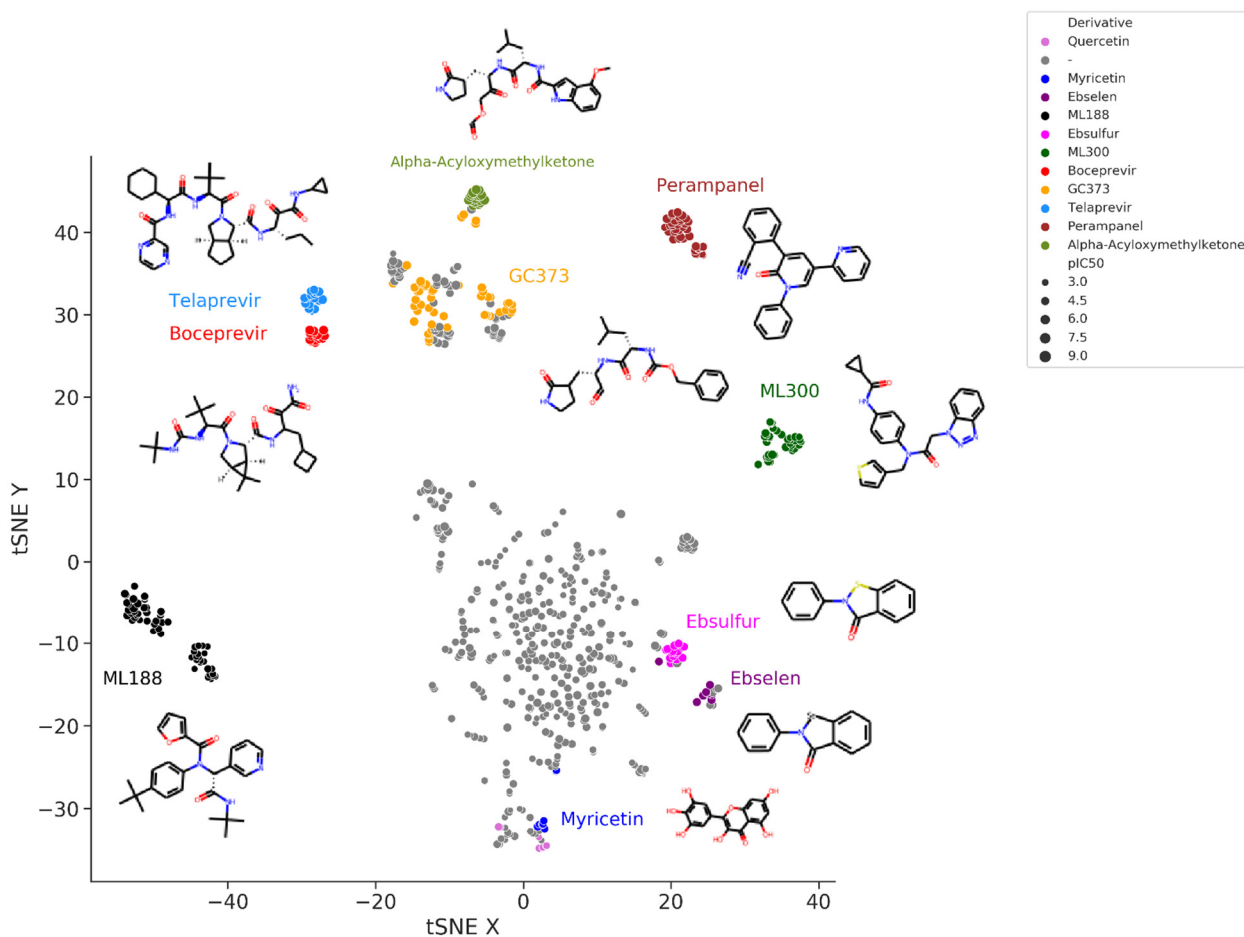 Derivative
Quercetin
-
Myricetin
Ebselen
ML188
Ebsulfur
ML300
Boceprevir
GC373
Telaprevir
Perampanel
Alpha-Acyloxymethylketone
pIC50
3.0
4.5
6.0
7.5
9.0
Alpha-Acyloxymethylketone
Perampanel
GC373
Telaprevir
Boceprevir
ML300
Ebsulfur
Ebselen
ML188
Myricetin
tSNE Y
40
30
20
10
0
−10
−20
−30
−40
−20
0
20
40
tSNE X